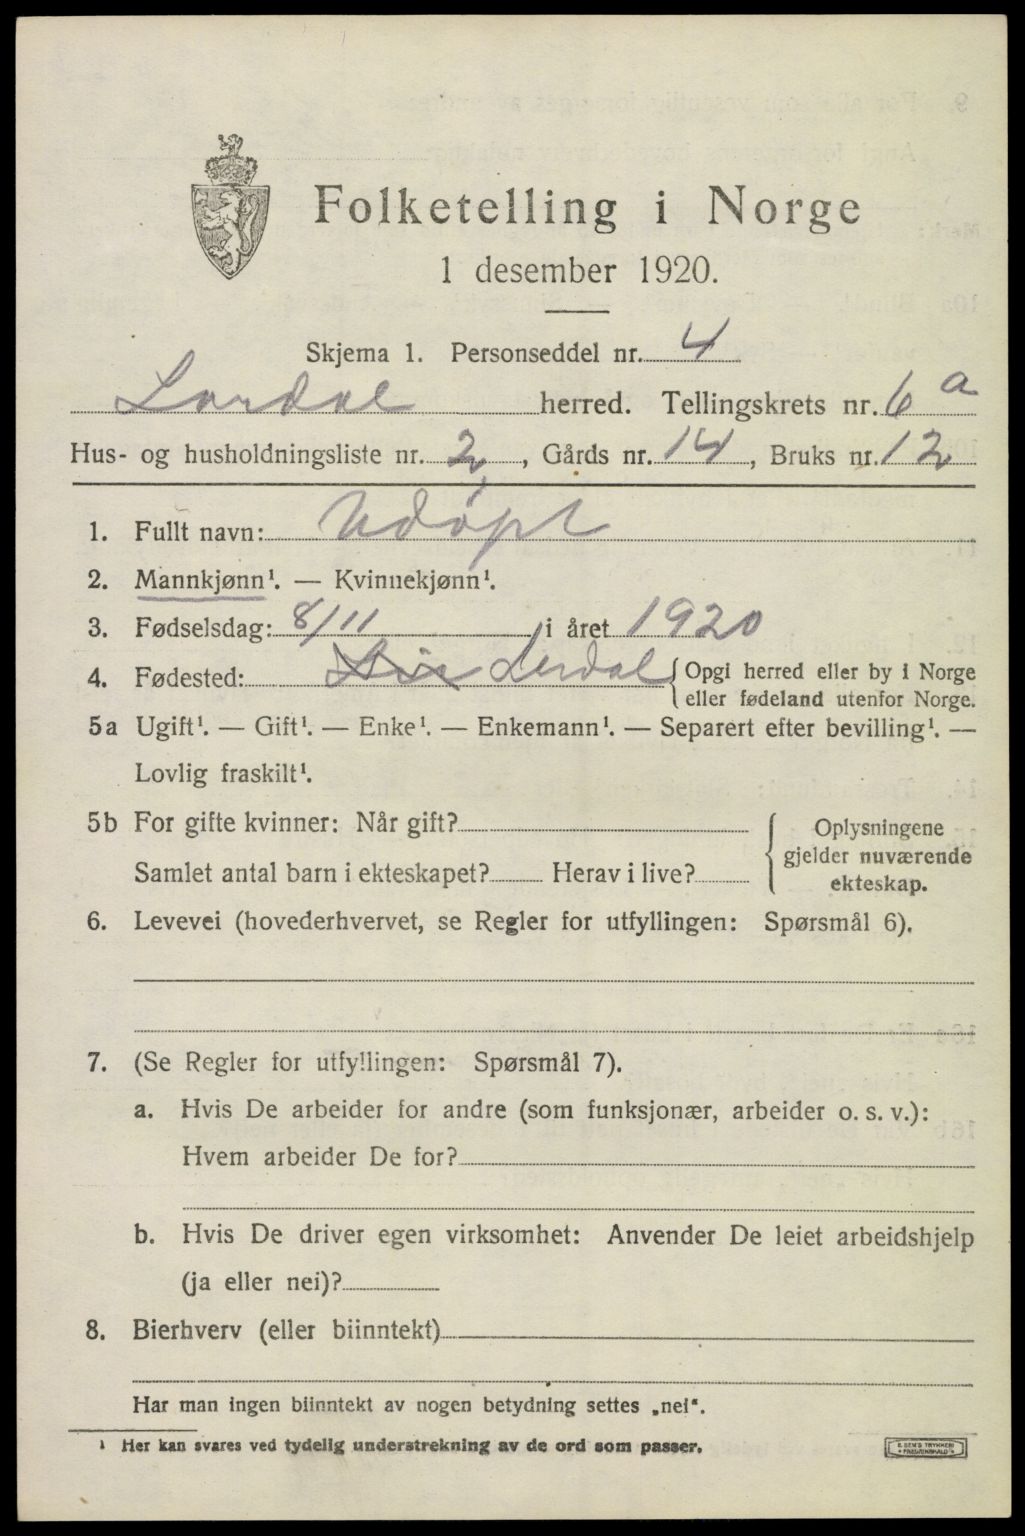 Folketelling i Norge
1 desember 1920.
Skjema 1. Personseddel nr. 4
Lardal herred. Tellingskrets nr. 6 a
Hus- og husholdningsliste nr. 2, Gårds nr. 14, Bruks nr. 12
1. Fullt navn: Udöpt
2. Mannkjønn¹. — Kvinnekjønn¹.
3. Fødselsdag: 8/11 i året 1920
4. Fødested: Lerdal { Opgi herred eller by i Norge
eller fødeland utenfor Norge.
5a Ugift¹. — Gift¹. — Enke¹. — Enkemann¹. — Separert efter bevilling¹. —
Lovlig fraskilt¹.
5b For gifte kvinner: Når gift?
Samlet antal barn i ekteskapet? Herav i live?
{ Oplysningene
gjelder nuværende
ekteskap.
6. Levevei (hovederhvervet, se Regler for utfyllingen: Spørsmål 6).
7. (Se Regler for utfyllingen: Spørsmål 7).
a. Hvis De arbeider for andre (som funksjonær, arbeider o. s. v.):
Hvem arbeider De for?
b. Hvis De driver egen virksomhet: Anvender De leiet arbeidshjelp
(ja eller nei)?
8. Bierhverv (eller biinntekt)
Har man ingen biinntekt av nogen betydning settes „nei“.
¹ Her kan svares ved tydelig understrekning av de ord som passer.
E. SEM'S TRYKKERI
FREDRIKSHALD